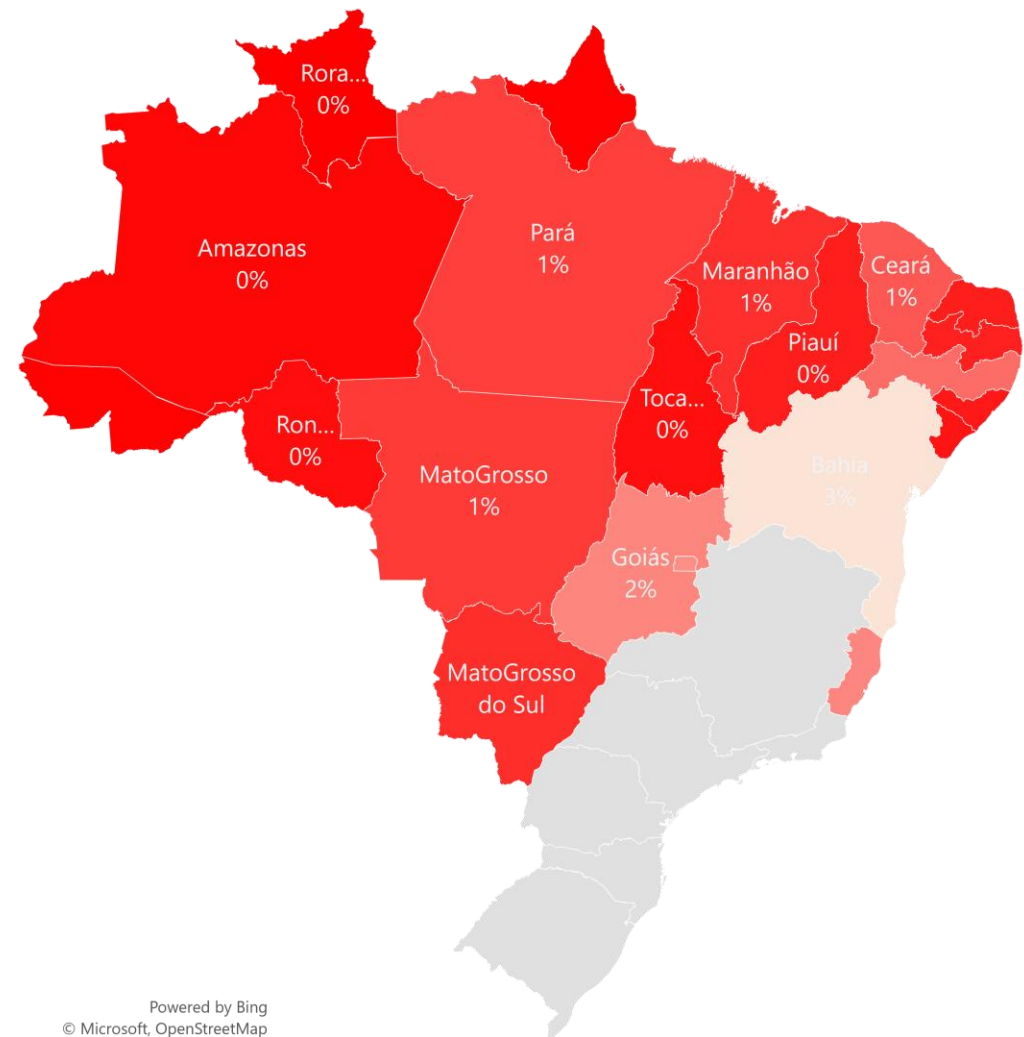 Rora...
0%
Amazonas
0%
Pará
1%
Maranhão
1%
Ceará
1%
Piauí
0%
Toca...
0%
Ron...
0%
MatoGrosso
1%
Bahia
3%
Goiás
2%
MatoGrosso
do Sul
Powered by Bing
© Microsoft, OpenStreetMap